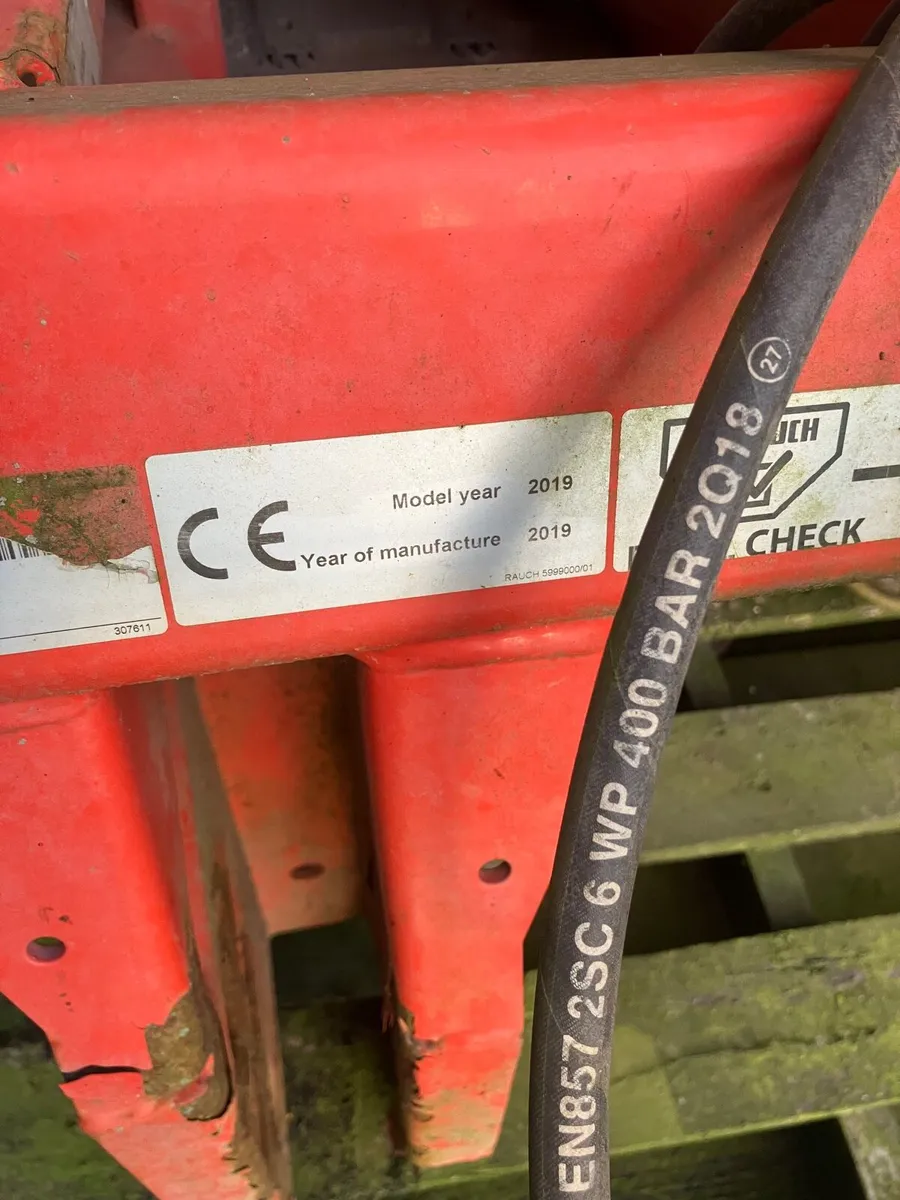 307611
CE
Model year 2019
Year of manufacture 2019
RAUCH 5999000/01
CHECK
EN857 2SC 6 WP 400 BAR 2Q18 27